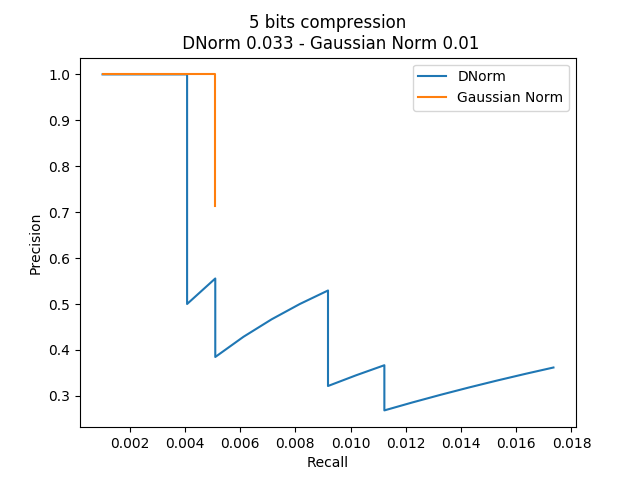 5 bits compression
DNorm 0.033 - Gaussian Norm 0.01
DNorm
Gaussian Norm
1.0
0.9
0.8
0.7
0.6
0.5
0.4
0.3
Precision
0.002 0.004 0.006 0.008 0.010 0.012 0.014 0.016 0.018
Recall